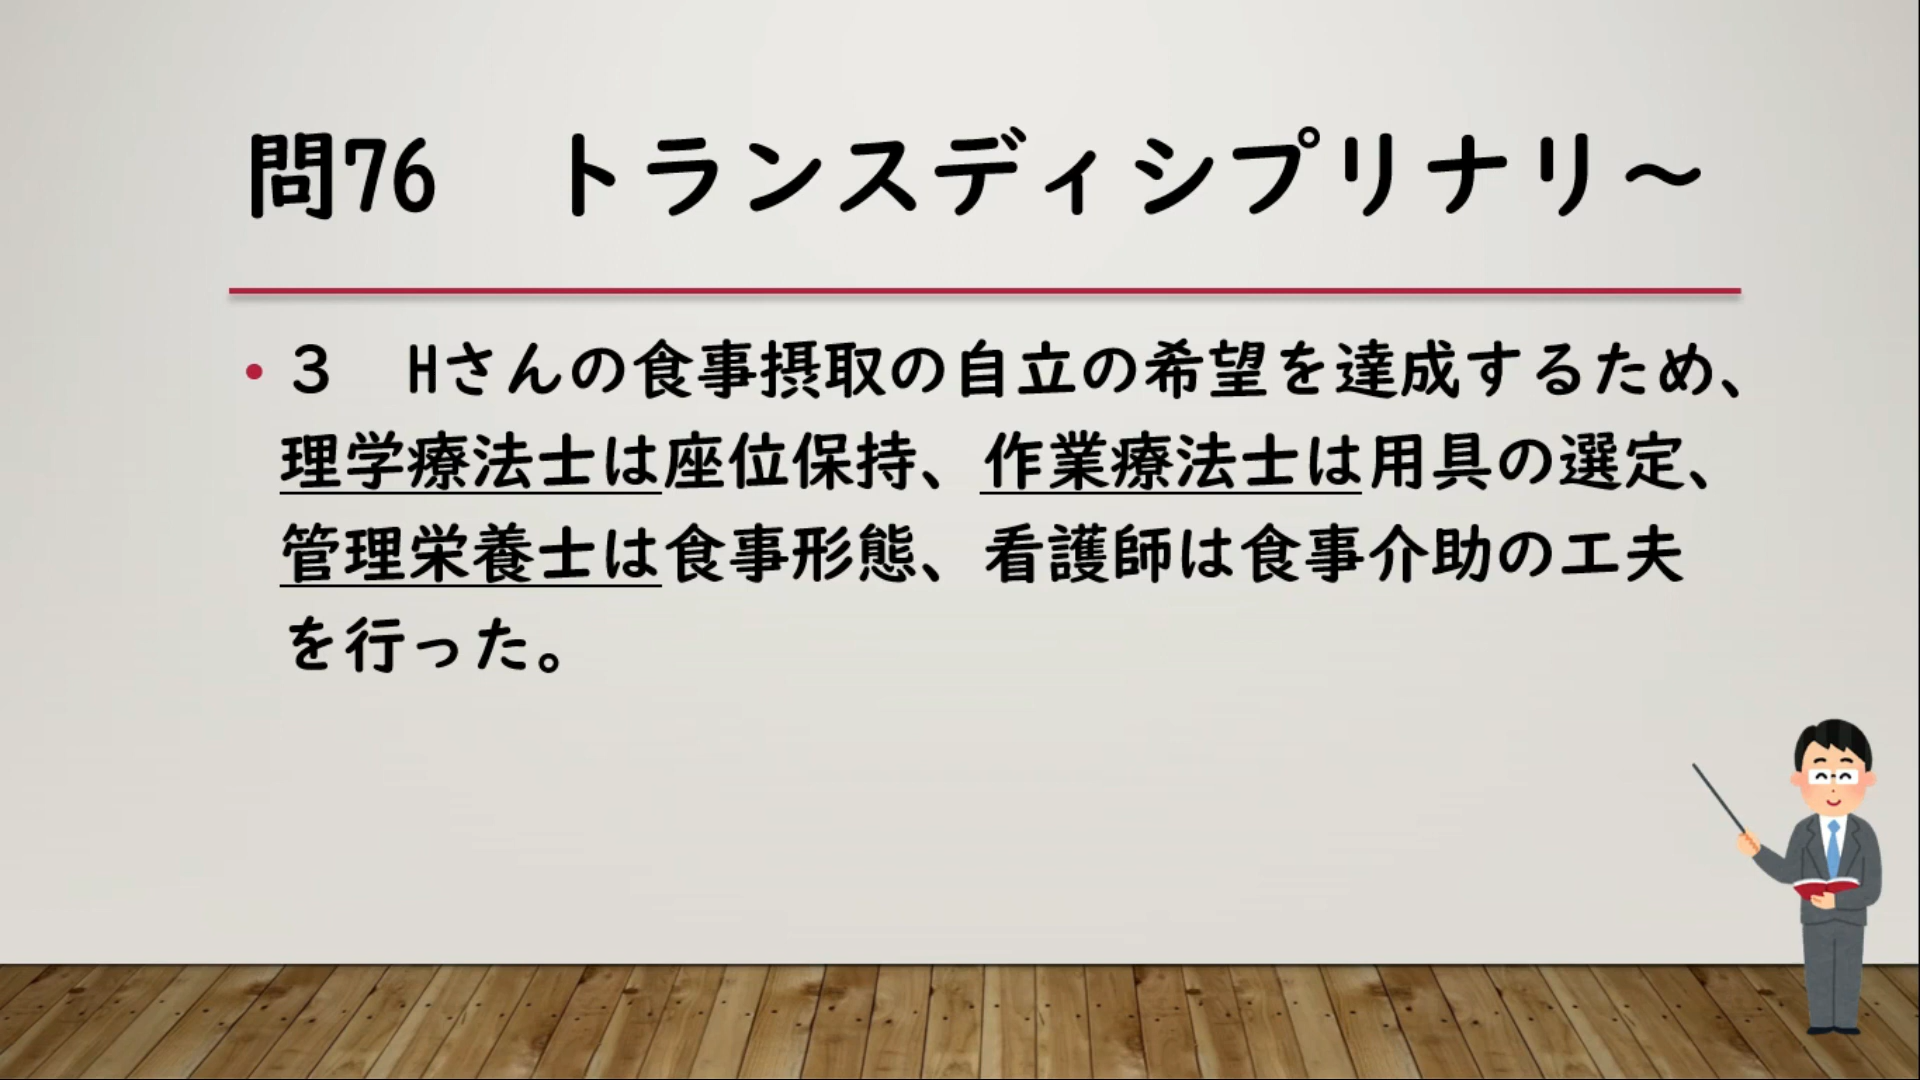 問76　トランスディシプリナリ～
• ３　Hさんの食事摂取の自立の希望を達成するため、
理学療法士は座位保持、作業療法士は用具の選定、
管理栄養士は食事形態、看護師は食事介助の工夫
を行った。